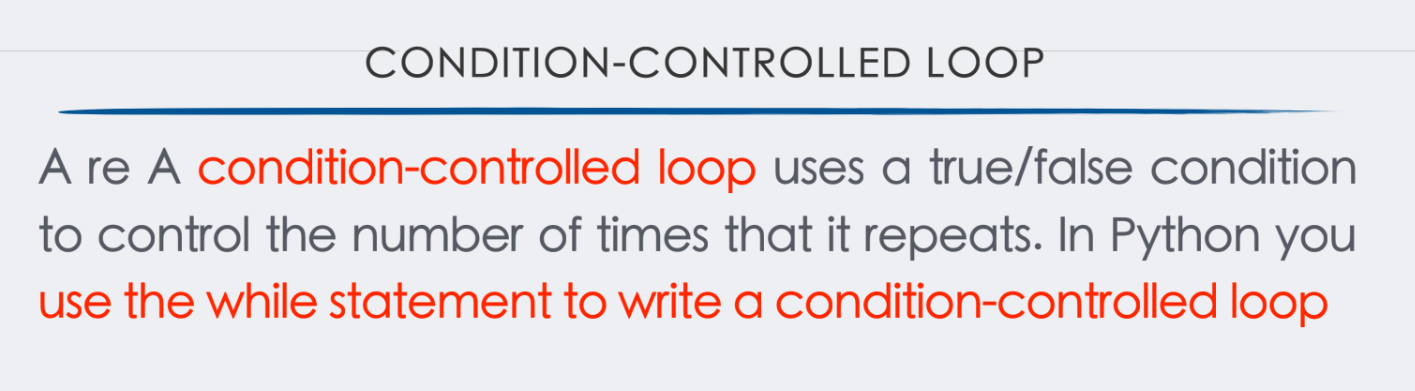 CONDITION-CONTROLLED LOOP
A re A condition-controlled loop uses a true/false condition
to control the number of times that it repeats. In Python you
use the while statement to write a condition-controlled loop